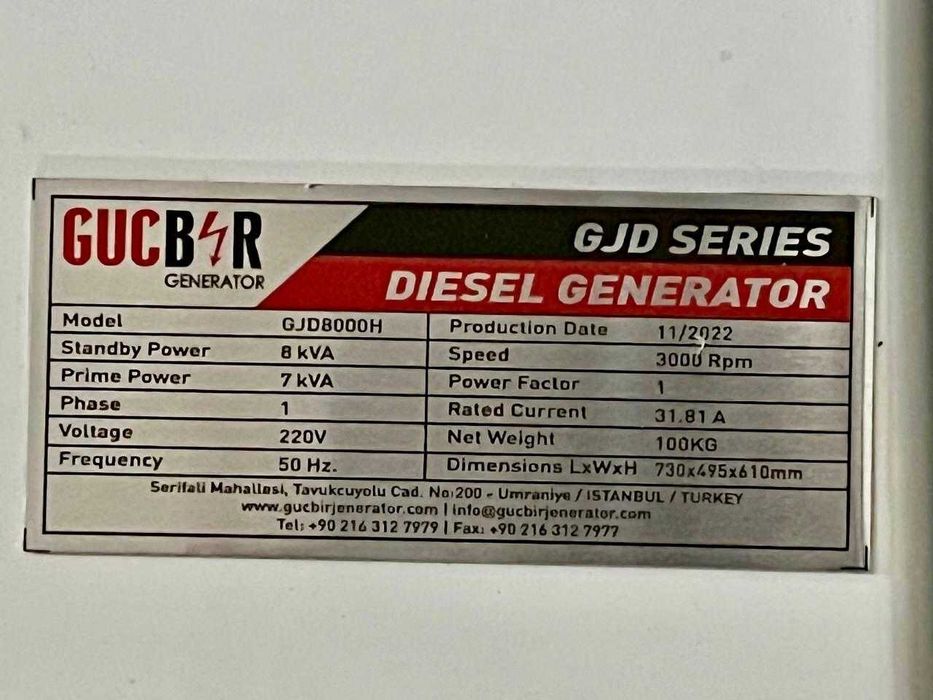 GUCBIR
GENERATOR
GJD SERIES
DIESEL GENERATOR
Model GJD8000H Production Date 11/2022
Standby Power 8 kVA Speed 3000 Rpm
Prime Power 7 kVA Power Factor 1
Phase 1 Rated Current 31.81 A
Voltage 220V Net Weight 100KG
Frequency 50 Hz. Dimensions LxWxH 730x495x610mm
Serifali Mahallesi, Tavukcuyolu Cad. No:200 - Umraniye / ISTANBUL / TURKEY
www.gucbirjenerator.com | info@gucbirjenerator.com
Tel: +90 216 312 7979 | Fax: +90 216 312 7977